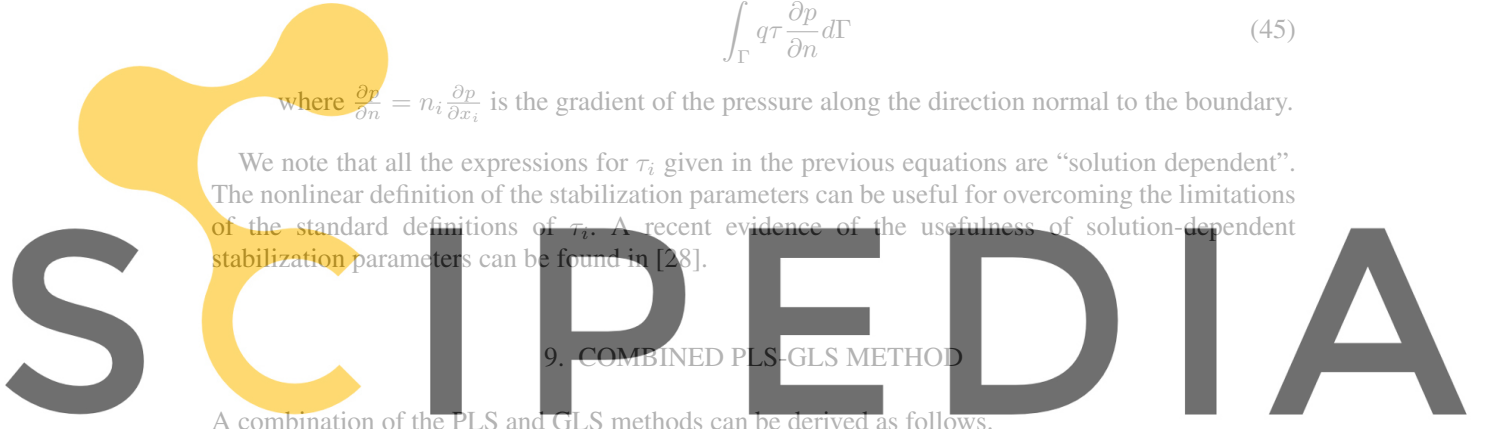 ∫_Γ qτ ∂p/∂n dΓ (45)
where ∂p/∂n = n_i ∂p/∂x_i is the gradient of the pressure along the direction normal to the boundary.
We note that all the expressions for τ_i given in the previous equations are “solution dependent”.
The nonlinear definition of the stabilization parameters can be useful for overcoming the limitations
of the standard definitions of τ_i. A recent evidence of the usefulness of solution-dependent
stabilization parameters can be found in [28].
SCIPEDIA
9. COMBINED PLS-GLS METHOD
A combination of the PLS and GLS methods can be derived as follows.